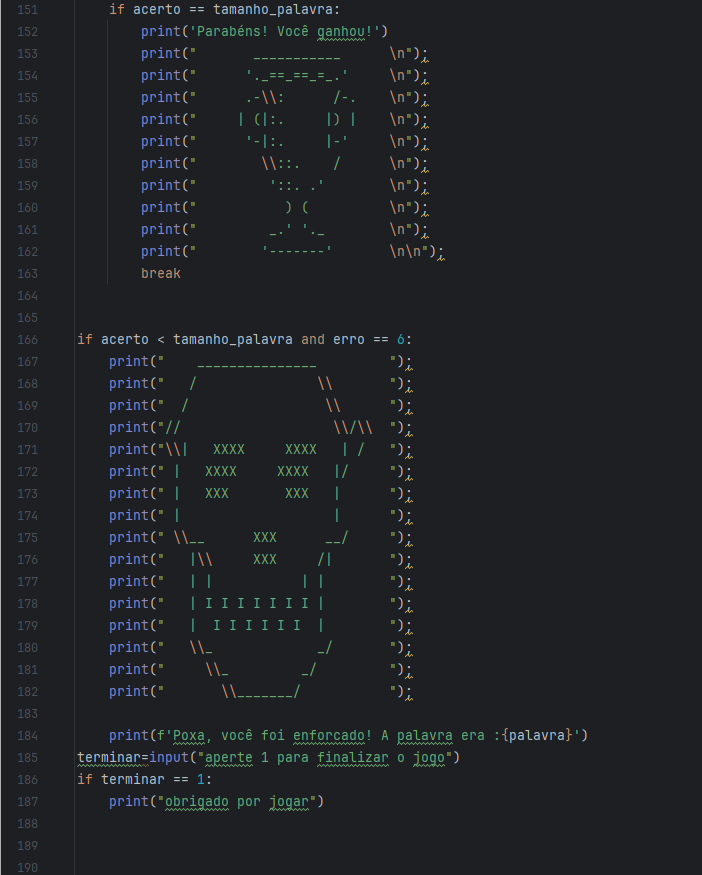 151         if acerto == tamanho_palavra:
152             print('Parabéns! Você ganhou!')
153             print("       ___________      \n");
154             print("      '._==_==_=_.'     \n");
155             print("      .-\\:      /-.    \n");
156             print("     | (|:.     |) |    \n");
157             print("      '-|:.     |-'     \n");
158             print("        \\::.    /      \n");
159             print("         '::. .'        \n");
160             print("           ) (          \n");
161             print("         _.' '._        \n");
162             print("        '-------'       \n\n");
163             break
164
165
166     if acerto < tamanho_palavra and erro == 6:
167         print("    _______________         ");
168         print("   /               \\       ");
169         print("  /                 \\      ");
170         print("//                   \\/\\  ");
171         print("\\|   XXXX     XXXX   | /   ");
172         print(" |   XXXX     XXXX   |/     ");
173         print(" |   XXX       XXX   |      ");
174         print(" |                   |      ");
175         print(" \\__      XXX      __/     ");
176         print("   |\\     XXX     /|       ");
177         print("   | |           | |        ");
178         print("   | I I I I I I I |        ");
179         print("   |  I I I I I I  |        ");
180         print("   \\_             _/       ");
181         print("     \\_         _/         ");
182         print("       \\_______/           ");
183
184         print(f'Poxa, você foi enforcado! A palavra era :{palavra}')
185     terminar=input("aperte 1 para finalizar o jogo")
186     if terminar == 1:
187         print("obrigado por jogar")
188
189
190